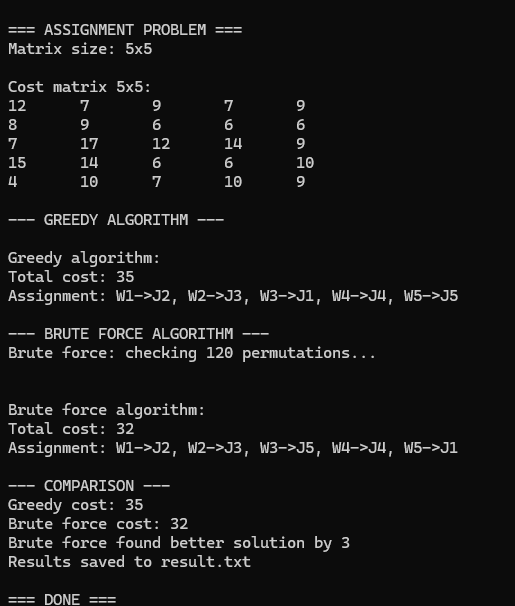 === ASSIGNMENT PROBLEM ===
Matrix size: 5x5
Cost matrix 5x5:
12 7 9 7 9
8 9 6 6 6
7 17 12 14 9
15 14 6 6 10
4 10 7 10 9
--- GREEDY ALGORITHM ---
Greedy algorithm:
Total cost: 35
Assignment: W1->J2, W2->J3, W3->J1, W4->J4, W5->J5
--- BRUTE FORCE ALGORITHM ---
Brute force: checking 120 permutations...
Brute force algorithm:
Total cost: 32
Assignment: W1->J2, W2->J3, W3->J5, W4->J4, W5->J1
--- COMPARISON ---
Greedy cost: 35
Brute force cost: 32
Brute force found better solution by 3
Results saved to result.txt
=== DONE ===